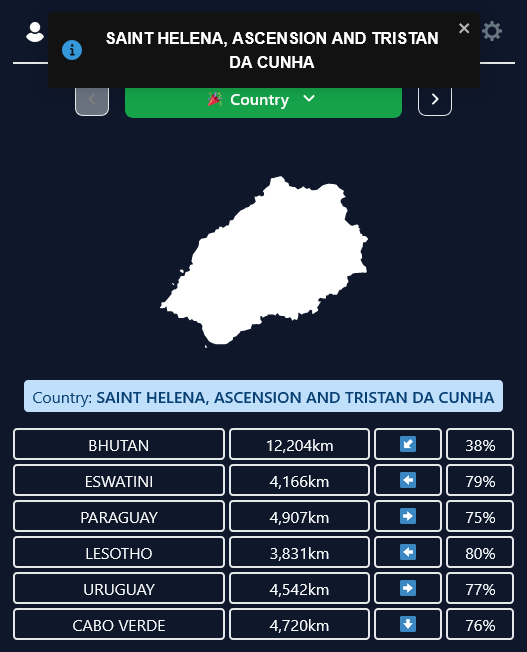 SAINT HELENA, ASCENSION AND TRISTAN
DA CUNHA
Country
Country: SAINT HELENA, ASCENSION AND TRISTAN DA CUNHA
BHUTAN 12,204km ↙ 38%
ESWATINI 4,166km ← 79%
PARAGUAY 4,907km → 75%
LESOTHO 3,831km ← 80%
URUGUAY 4,542km → 77%
CABO VERDE 4,720km ↓ 76%